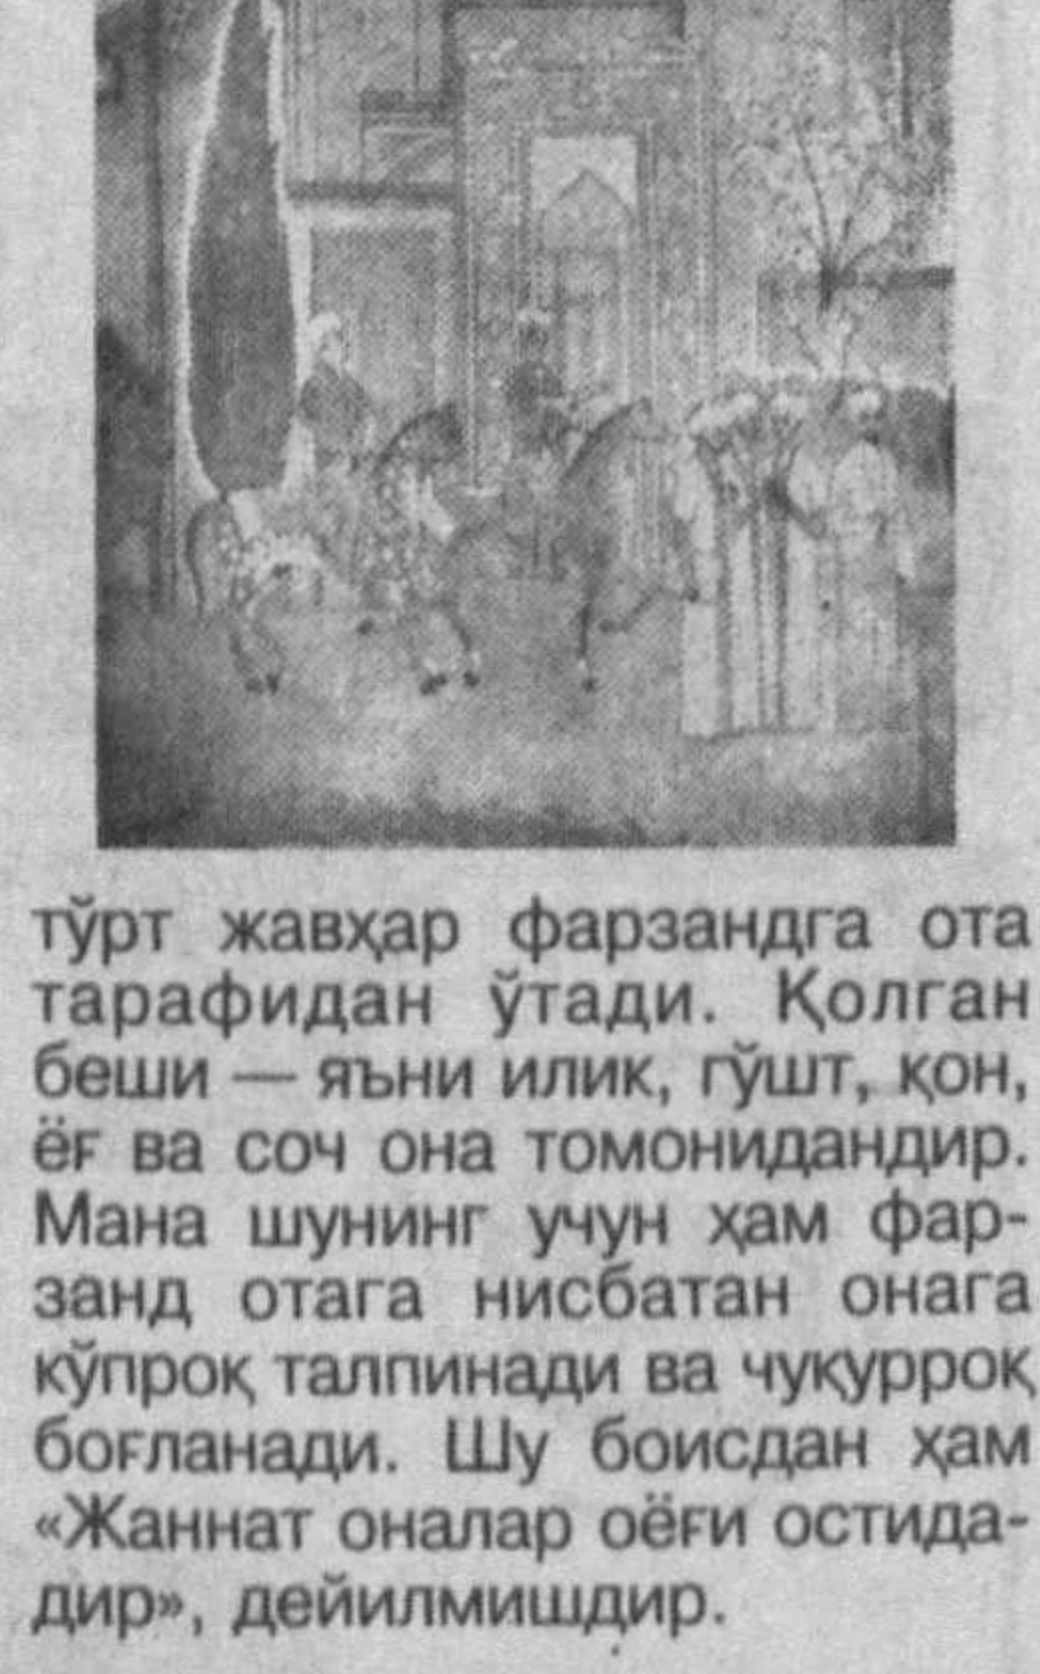 тўрт жавҳар фарзандга ота
тарафидан ўтади. Қолган
беши — яъни илик, гўшт, қон,
ёғ ва соч она томонидандир.
Мана шунинг учун ҳам фар-
занд отага нисбатан онага
кўпроқ талпинади ва чуқурроқ
боғланади. Шу боисдан ҳам
«Жаннат оналар оёғи остида-
дир», дейилмишдир.